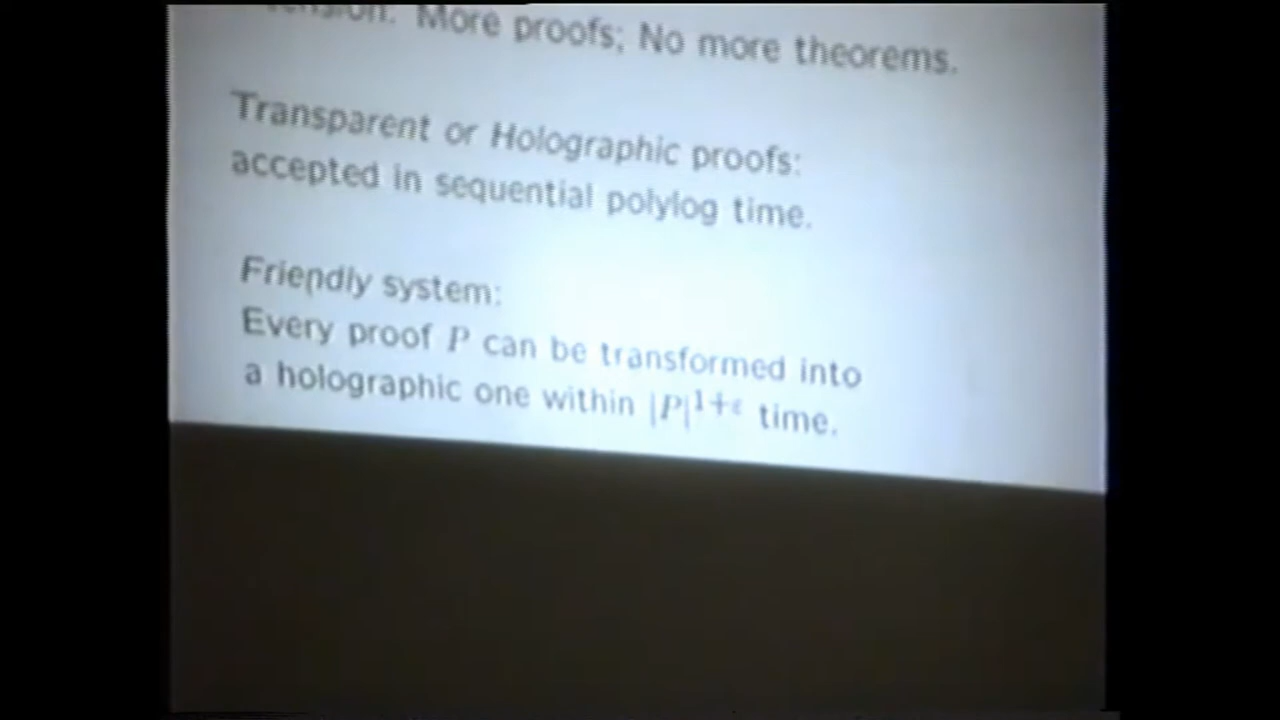 More proofs; No more theorems.
Transparent or Holographic proofs:
accepted in sequential polylog time.
Friendly system:
Every proof P can be transformed into
a holographic one within |P|^{1+ε} time.